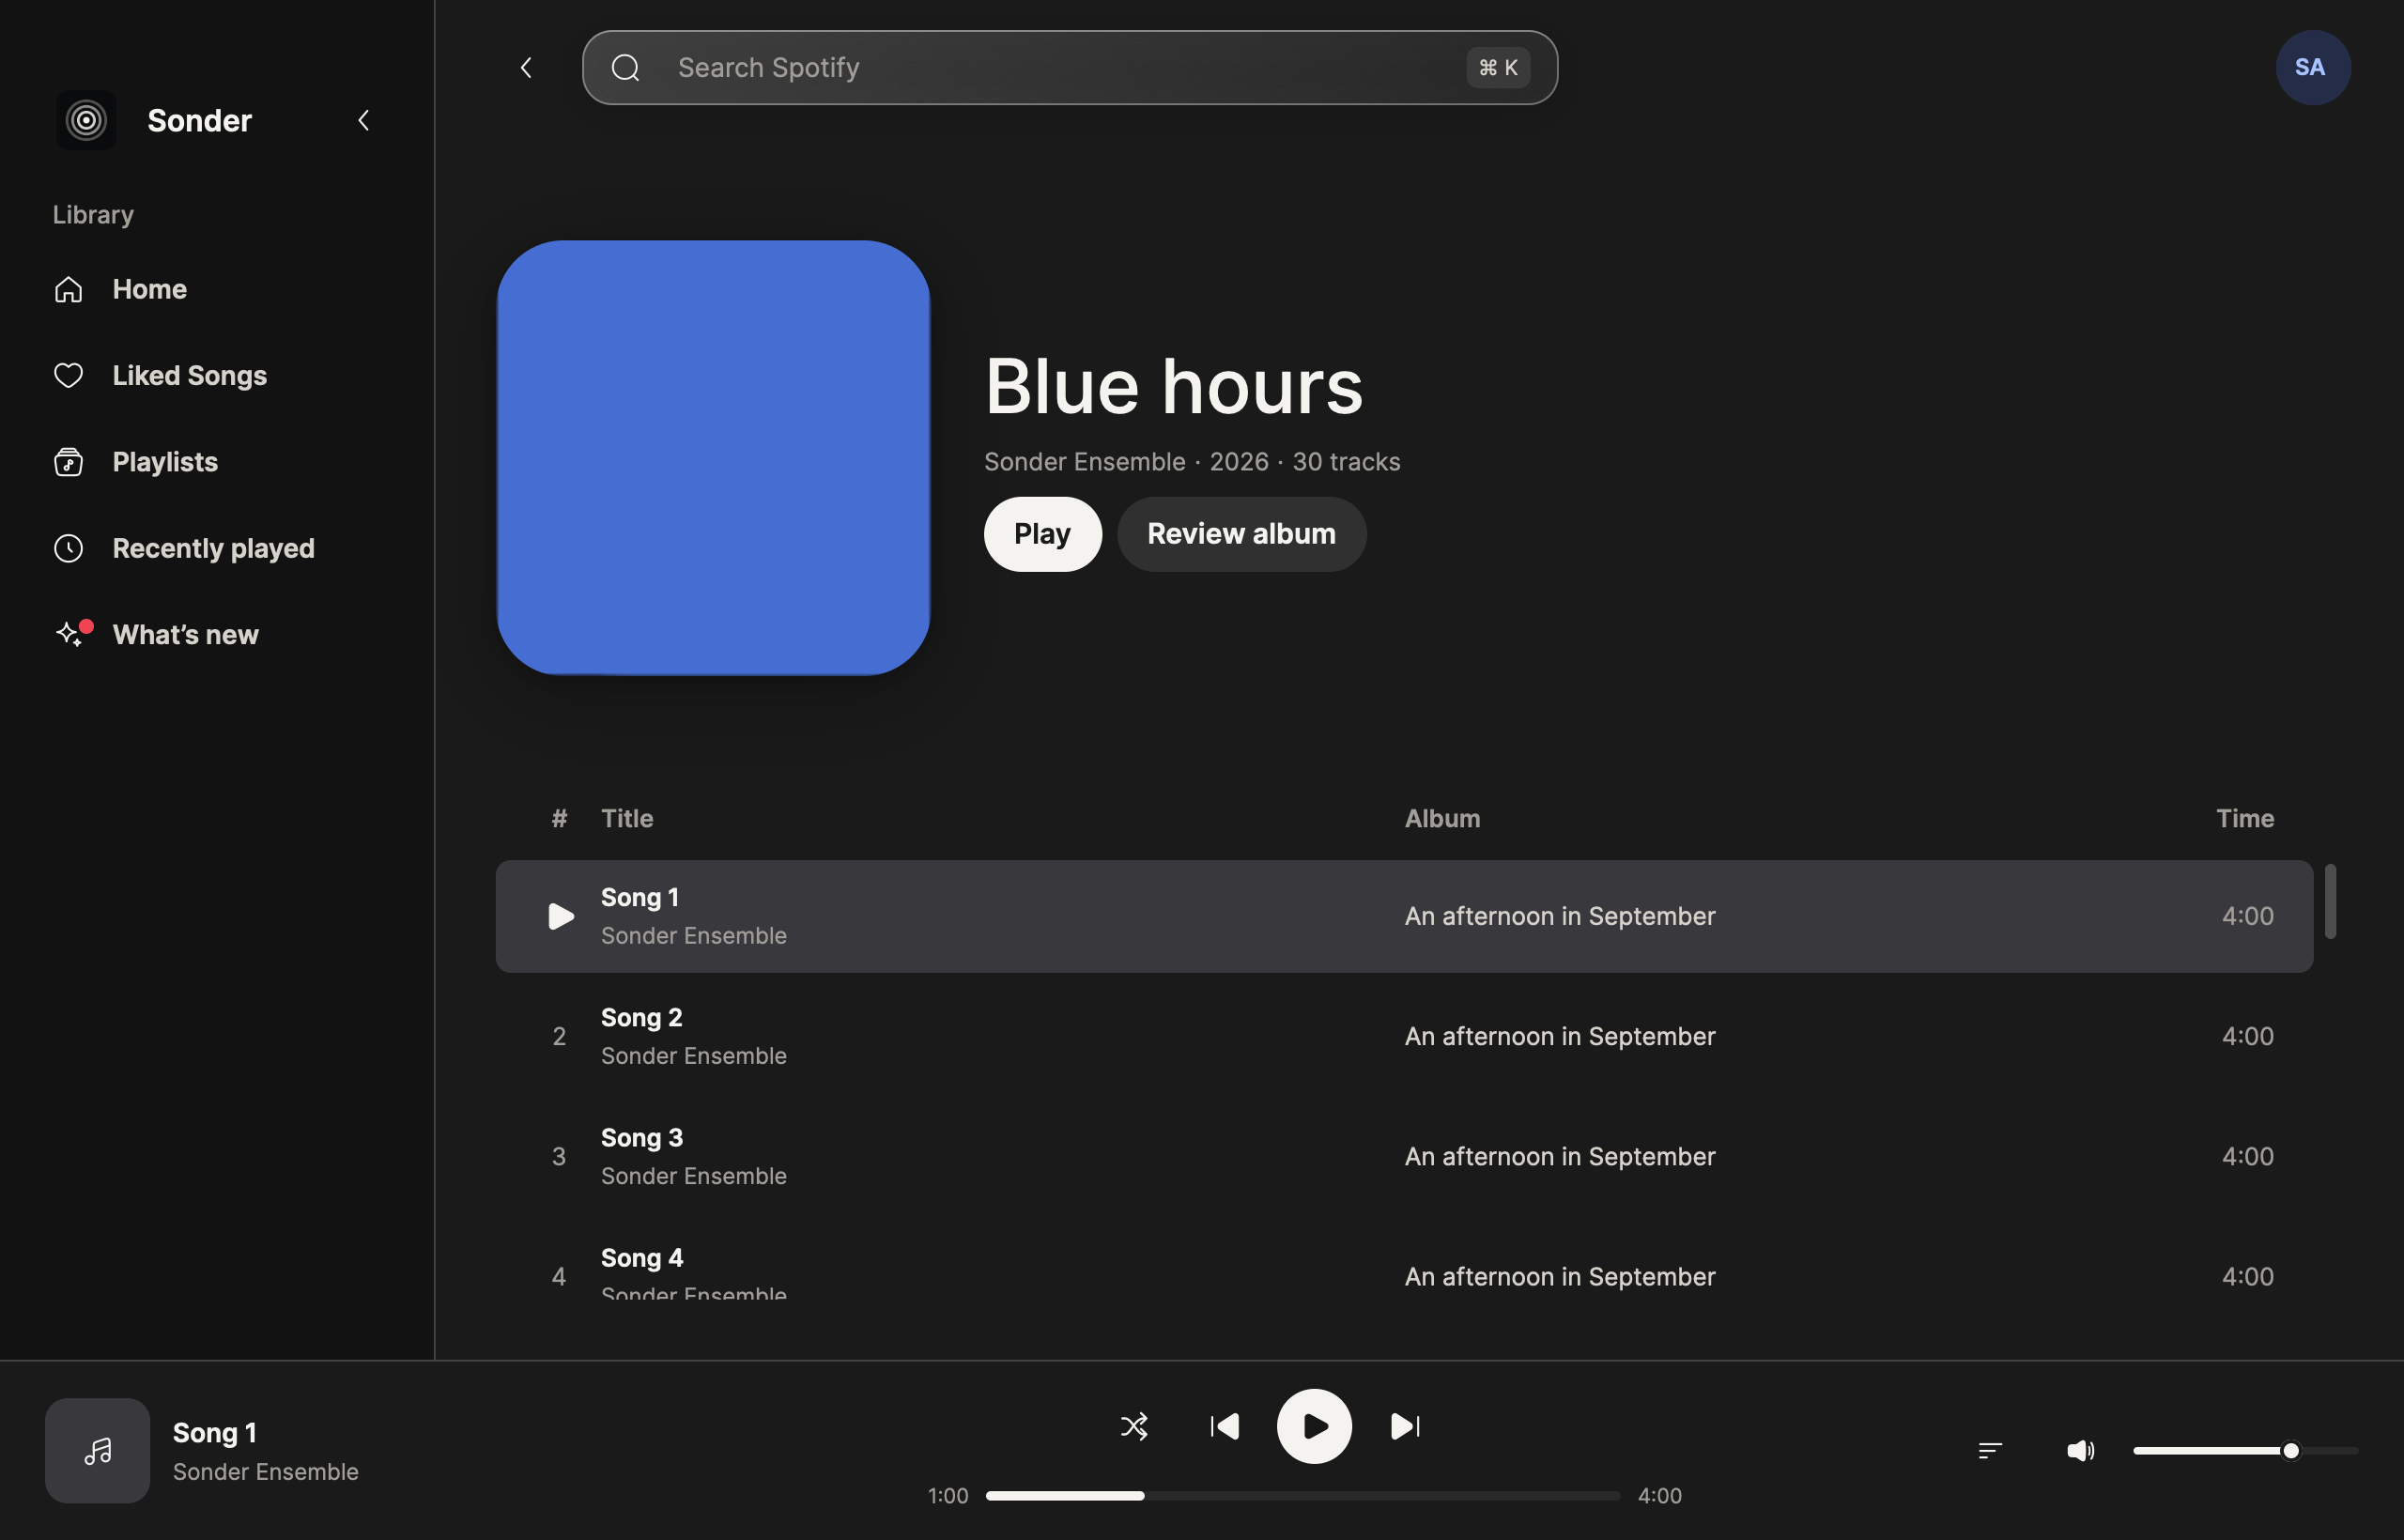 Search Spotify
⌘ K
SA
Sonder
Library
Home
Liked Songs
Playlists
Recently played
What's new
Blue hours
Sonder Ensemble · 2026 · 30 tracks
Play
Review album
# Title Album Time
Song 1
Sonder Ensemble
An afternoon in September
4:00
2
Song 2
Sonder Ensemble
An afternoon in September
4:00
3
Song 3
Sonder Ensemble
An afternoon in September
4:00
4
Song 4
Sonder Ensemble
An afternoon in September
4:00
Song 1
Sonder Ensemble
1:00
4:00